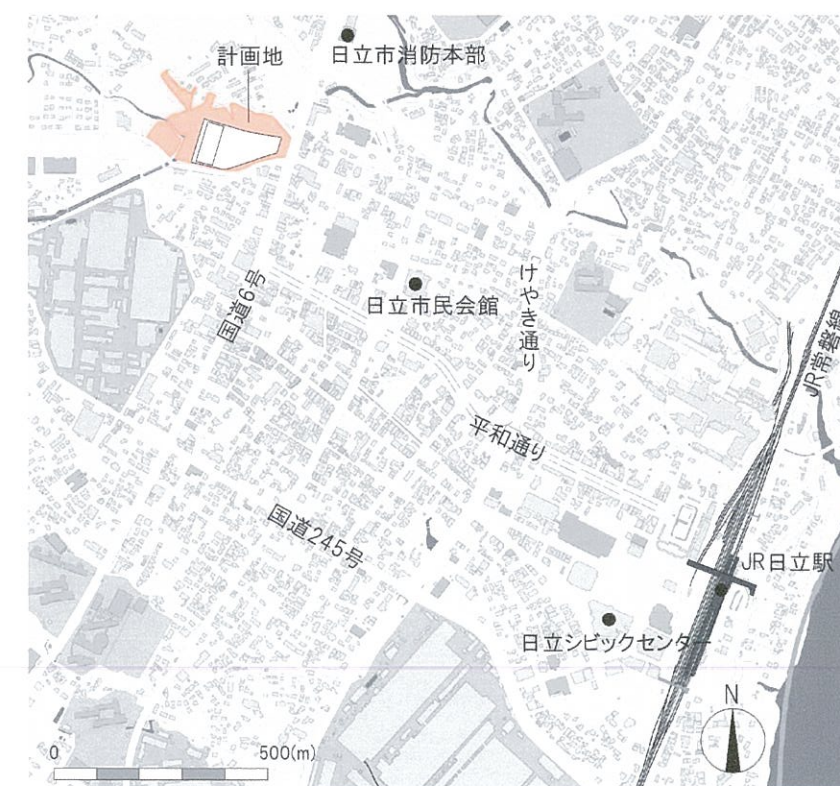 計画地
日立市消防本部
国道6号
日立市民会館
けやき通り
JR常磐線
平和通り
国道245号
JR日立駅
日立シビックセンター
N
0
500(m)